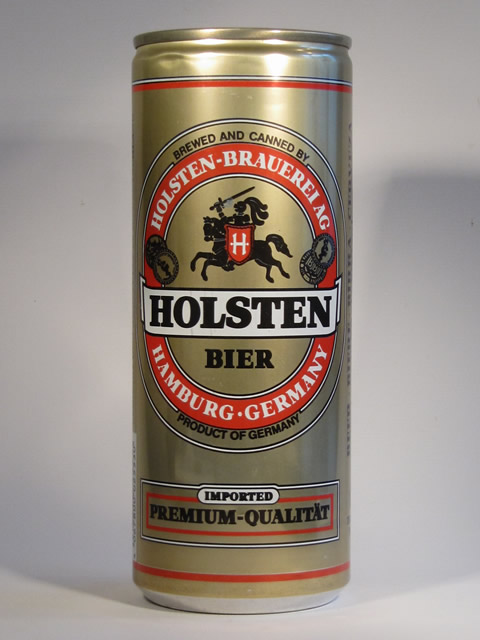 BREWED AND CANNED BY
HOLSTEN-BRAUEREI AG
H
HOLSTEN
BIER
HAMBURG·GERMANY
PRODUCT OF GERMANY
IMPORTED
PREMIUM-QUALITÄT